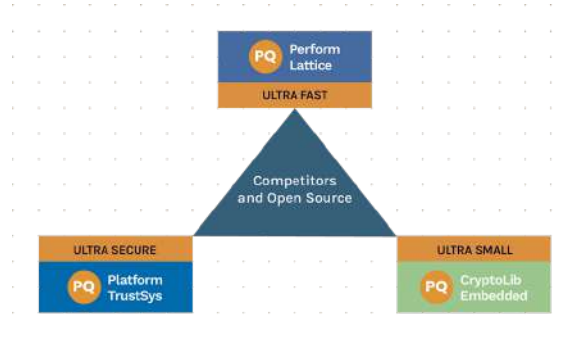 PQ
Perform
Lattice
ULTRA FAST
Competitors
and Open Source
ULTRA SECURE
PQ
Platform
TrustSys
ULTRA SMALL
PQ
CryptoLib
Embedded